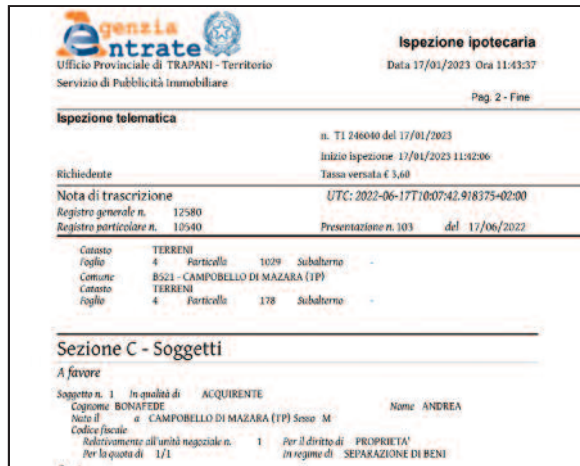 genzia
entrate
Ispezione ipotecaria
Ufficio Provinciale di TRAPANI - Territorio
Data 17/01/2023 Ora 11:43:37
Servizio di Pubblicità Immobiliare
Pag. 2 - Fine
Ispezione telematica
n. T1 246040 del 17/01/2023
Inizio ispezione 17/01/2023 11:42:06
Richiedente Tassa versata € 3,60
Nota di trascrizione UTC: 2022-06-17T10:07:42.918375+02:00
Registro generale n. 12580
Registro particolare n. 10540 Presentazione n. 103 del 17/06/2022
Catasto TERRENI
Foglio 4 Particella 1029 Subalterno -
Comune B521 - CAMPOBELLO DI MAZARA (TP)
Catasto TERRENI
Foglio 4 Particella 178 Subalterno -
Sezione C - Soggetti
A favore
Soggetto n. 1 In qualità di ACQUIRENTE
Cognome BONAFEDE Nome ANDREA
Nato il a CAMPOBELLO DI MAZARA (TP) Sesso M
Codice fiscale
Relativamente all'unità negoziale n. 1 Per il diritto di PROPRIETA'
Per la quota di 1/1 In regime di SEPARAZIONE DI BENI